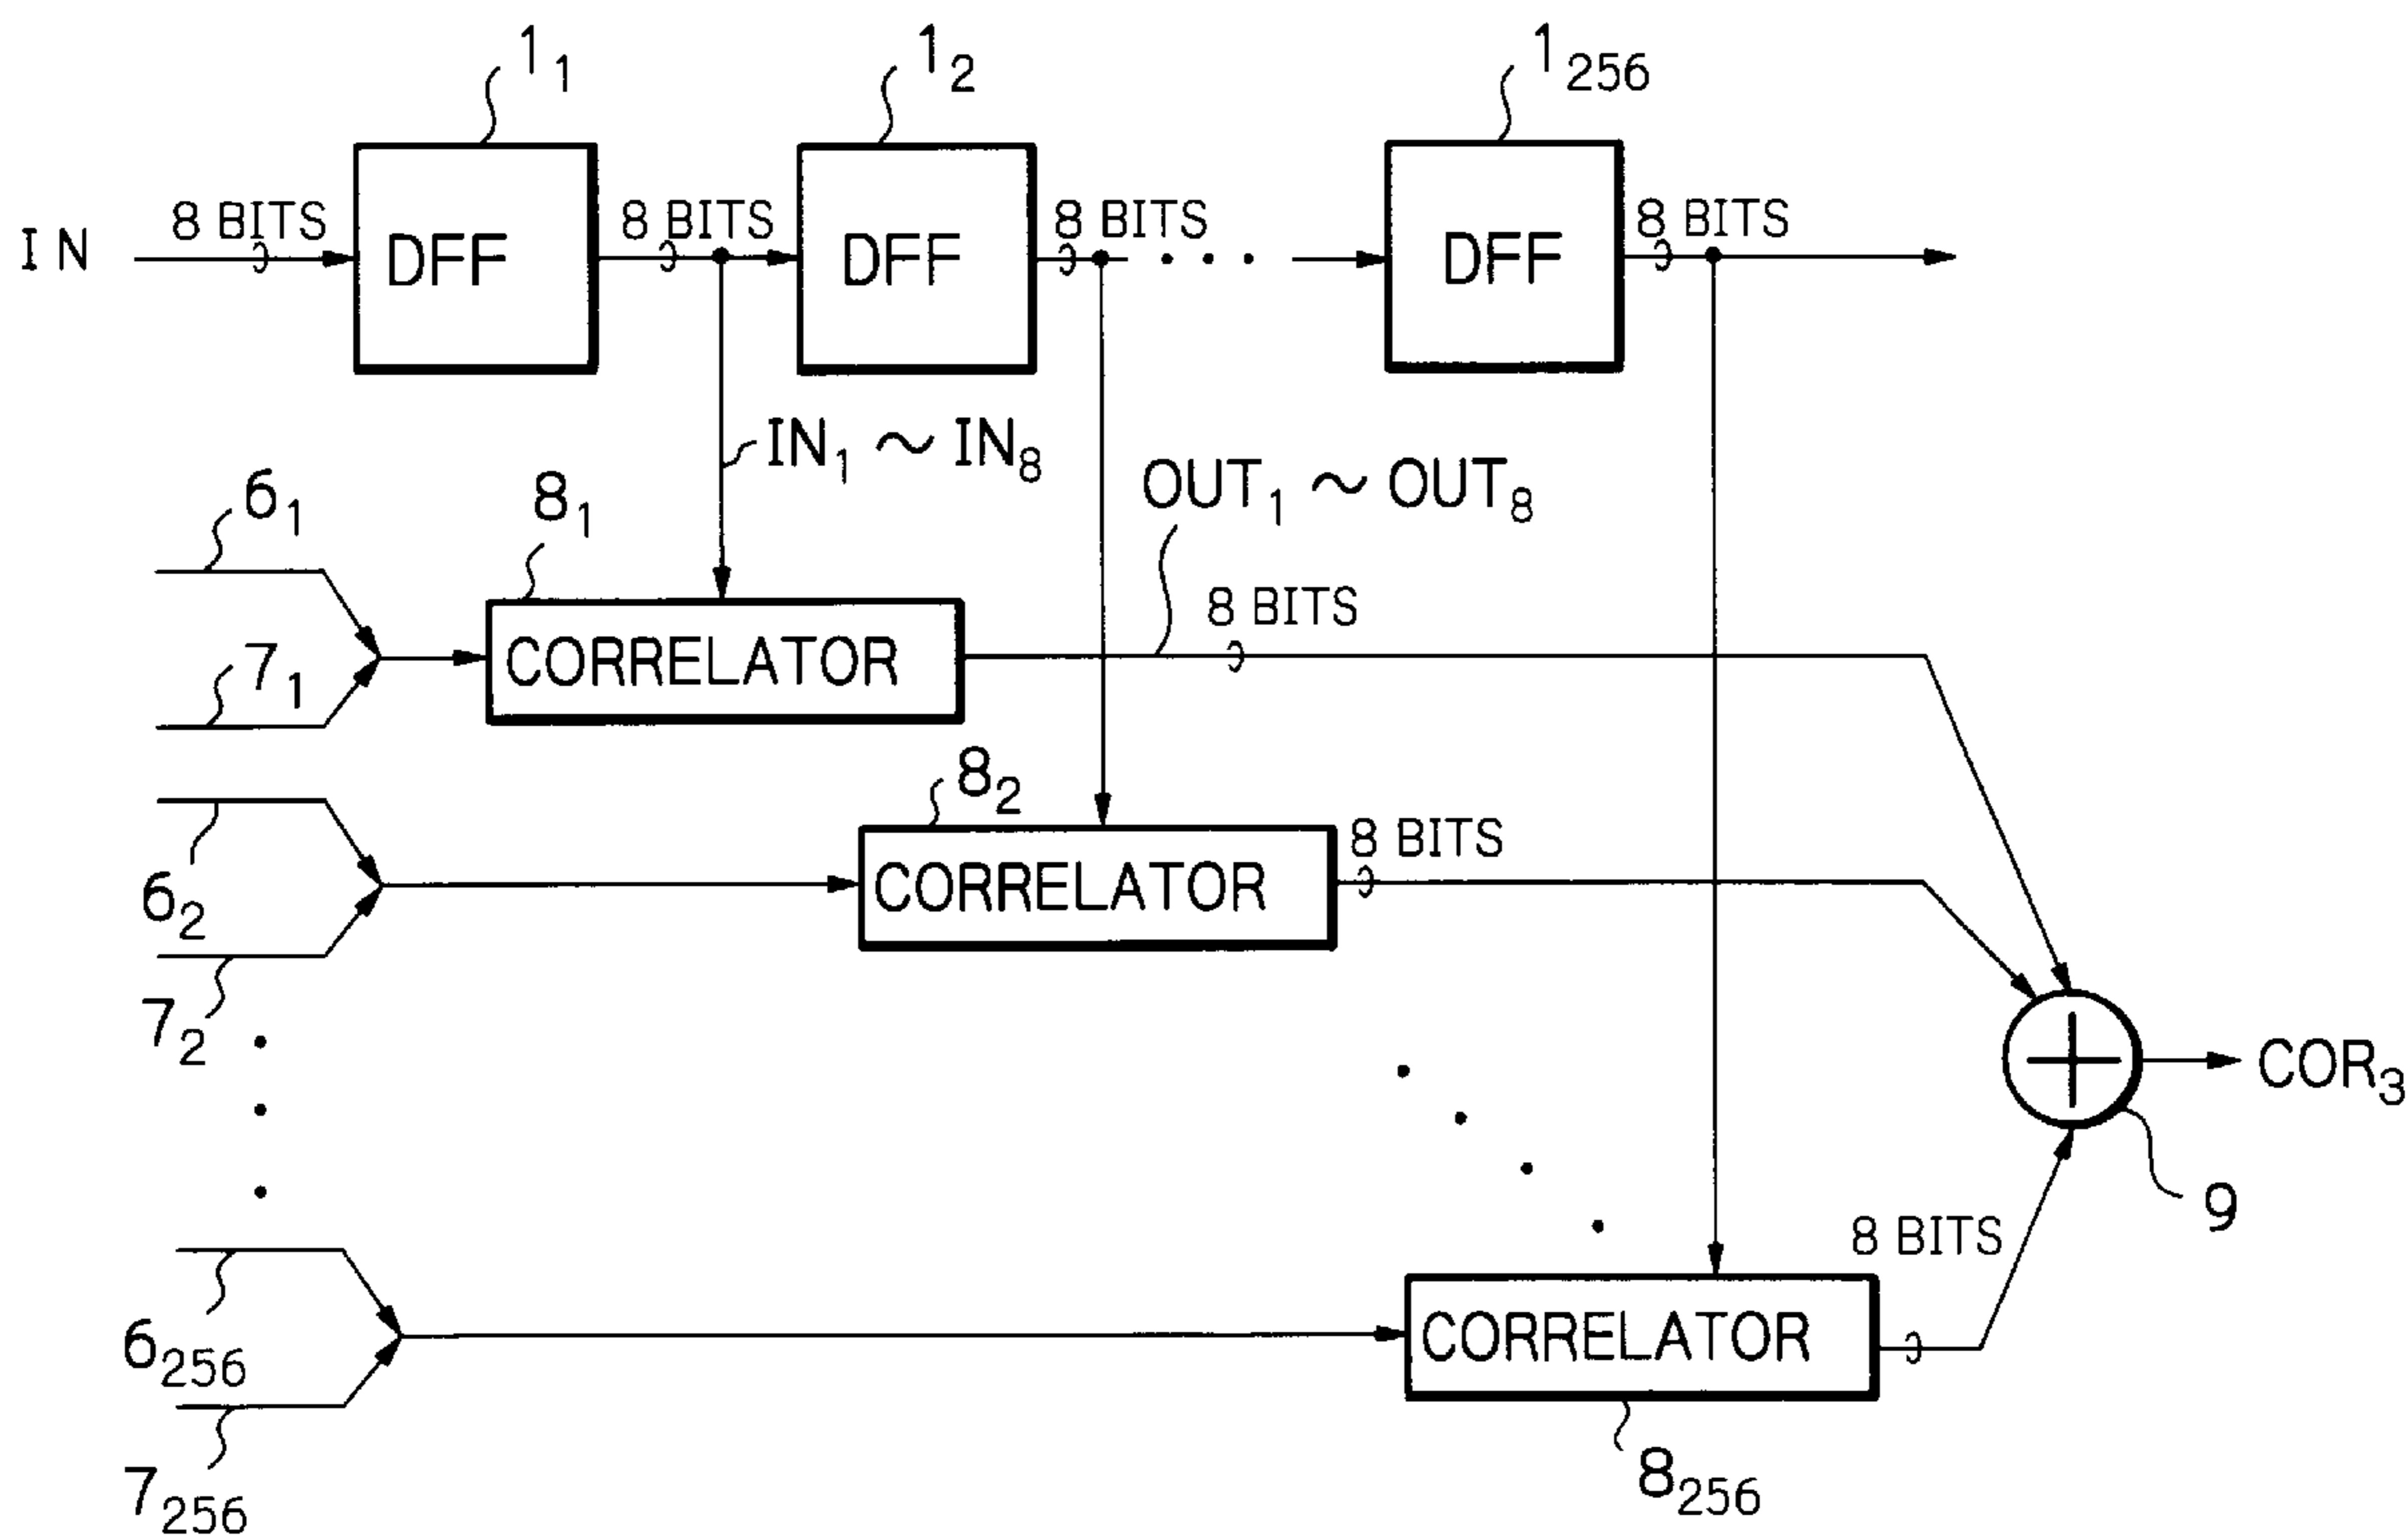 1₁ 1₂ 1₂₅₆
IN 8 BITS DFF 8 BITS DFF 8 BITS DFF 8 BITS
IN₁ ~ IN₈
OUT₁ ~ OUT₈
6₁ 8₁
8 BITS
CORRELATOR
7₁
8₂
8 BITS
CORRELATOR
6₂
7₂
COR₃
9
8 BITS
CORRELATOR
6₂₅₆
7₂₅₆ 8₂₅₆